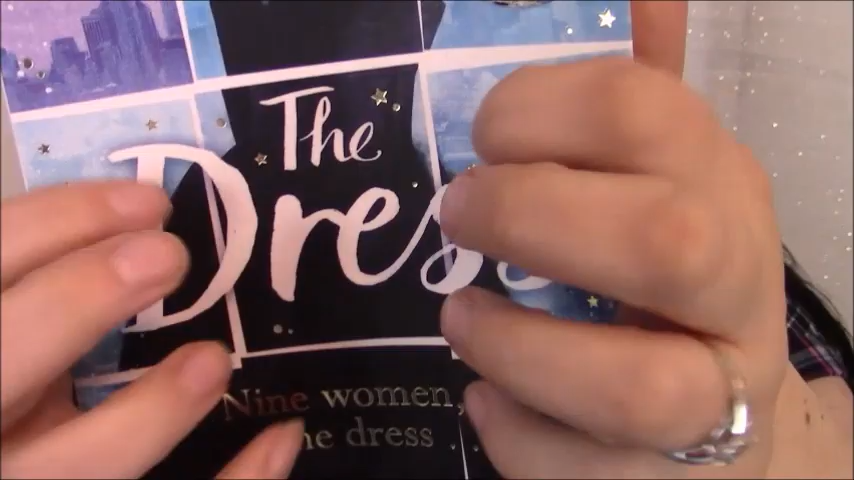 The
Dres
Nine women,
dress